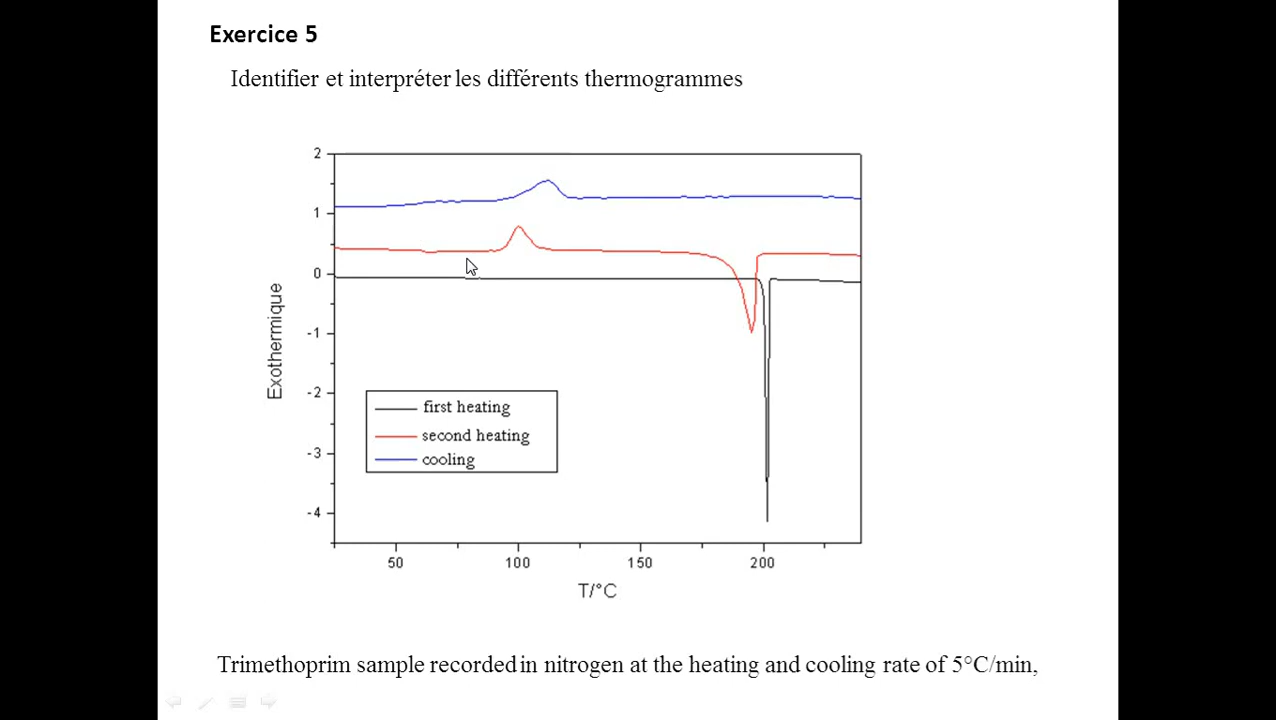 Exercice 5
Identifier et interpréter les différents thermogrammes
2
1
0
-1
-2
-3
-4
Exothermique
first heating
second heating
cooling
50 100 150 200
T/°C
Trimethoprim sample recorded in nitrogen at the heating and cooling rate of 5°C/min,